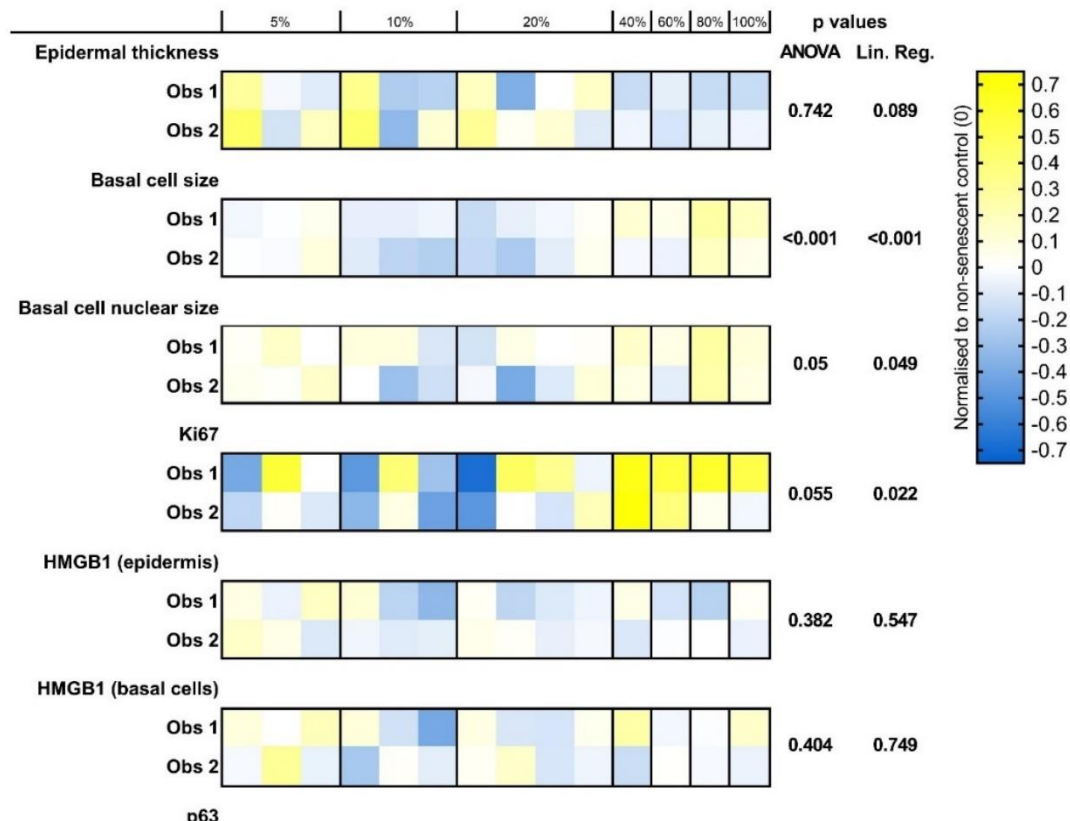 5% 10% 20% 40% 60% 80% 100% p values
Epidermal thickness ANOVA Lin. Reg.
Obs 1
Obs 2
0.742 0.089
Basal cell size
Obs 1
Obs 2
<0.001 <0.001
Basal cell nuclear size
Obs 1
Obs 2
0.05 0.049
Ki67
Obs 1
Obs 2
0.055 0.022
HMGB1 (epidermis)
Obs 1
Obs 2
0.382 0.547
HMGB1 (basal cells)
Obs 1
Obs 2
0.404 0.749
p63
Normalised to non-senescent control (0)
0.7
0.6
0.5
0.4
0.3
0.2
0.1
0
-0.1
-0.2
-0.3
-0.4
-0.5
-0.6
-0.7